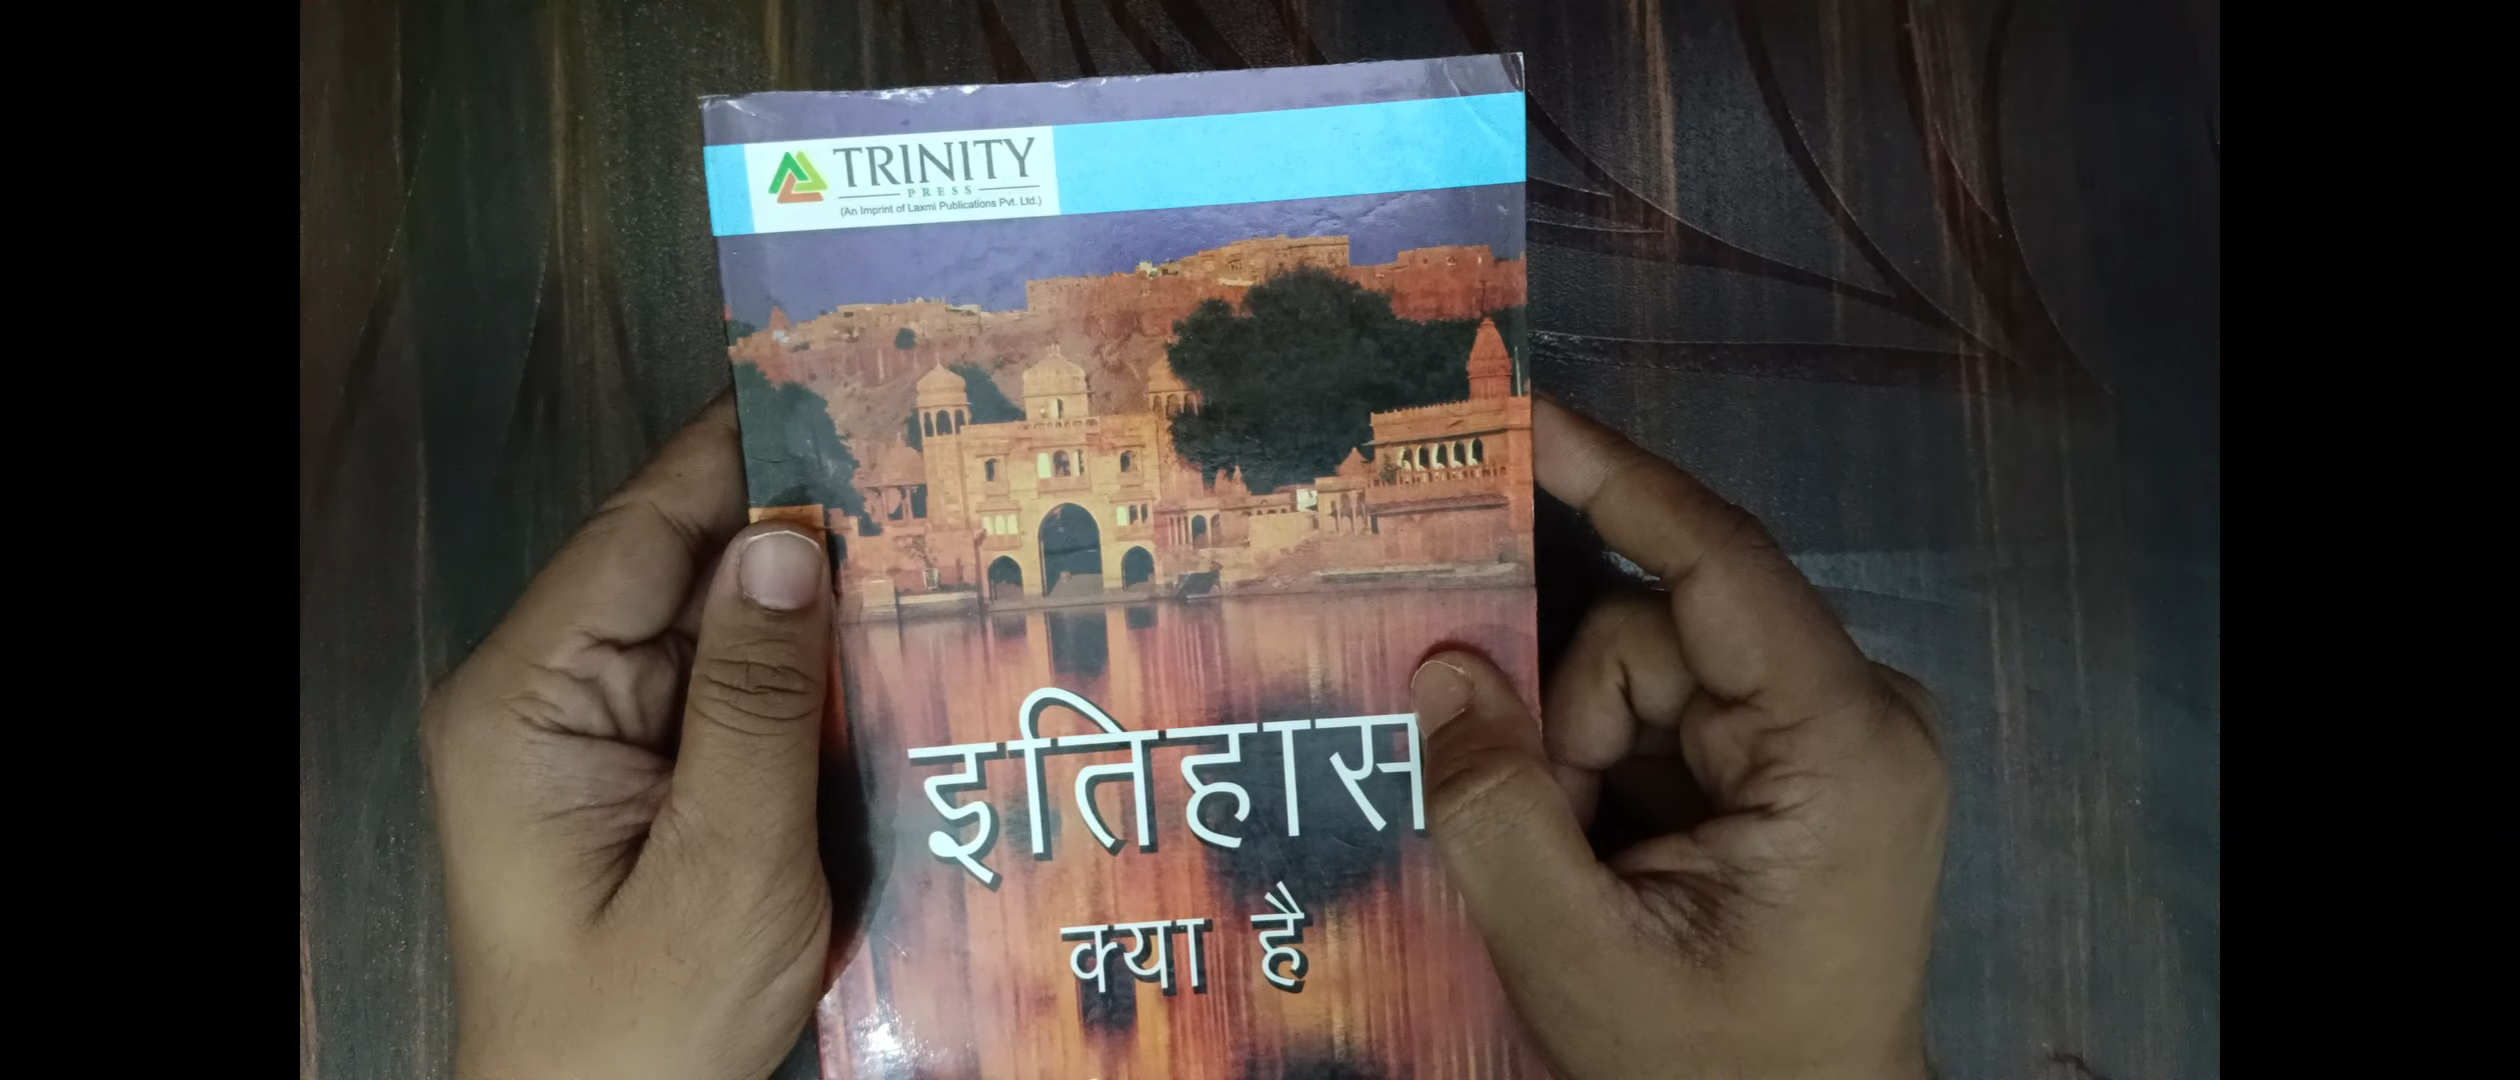 TRINITY
PRESS
(An Imprint of Laxmi Publications Pvt. Ltd.)
इतिहास
क्या है